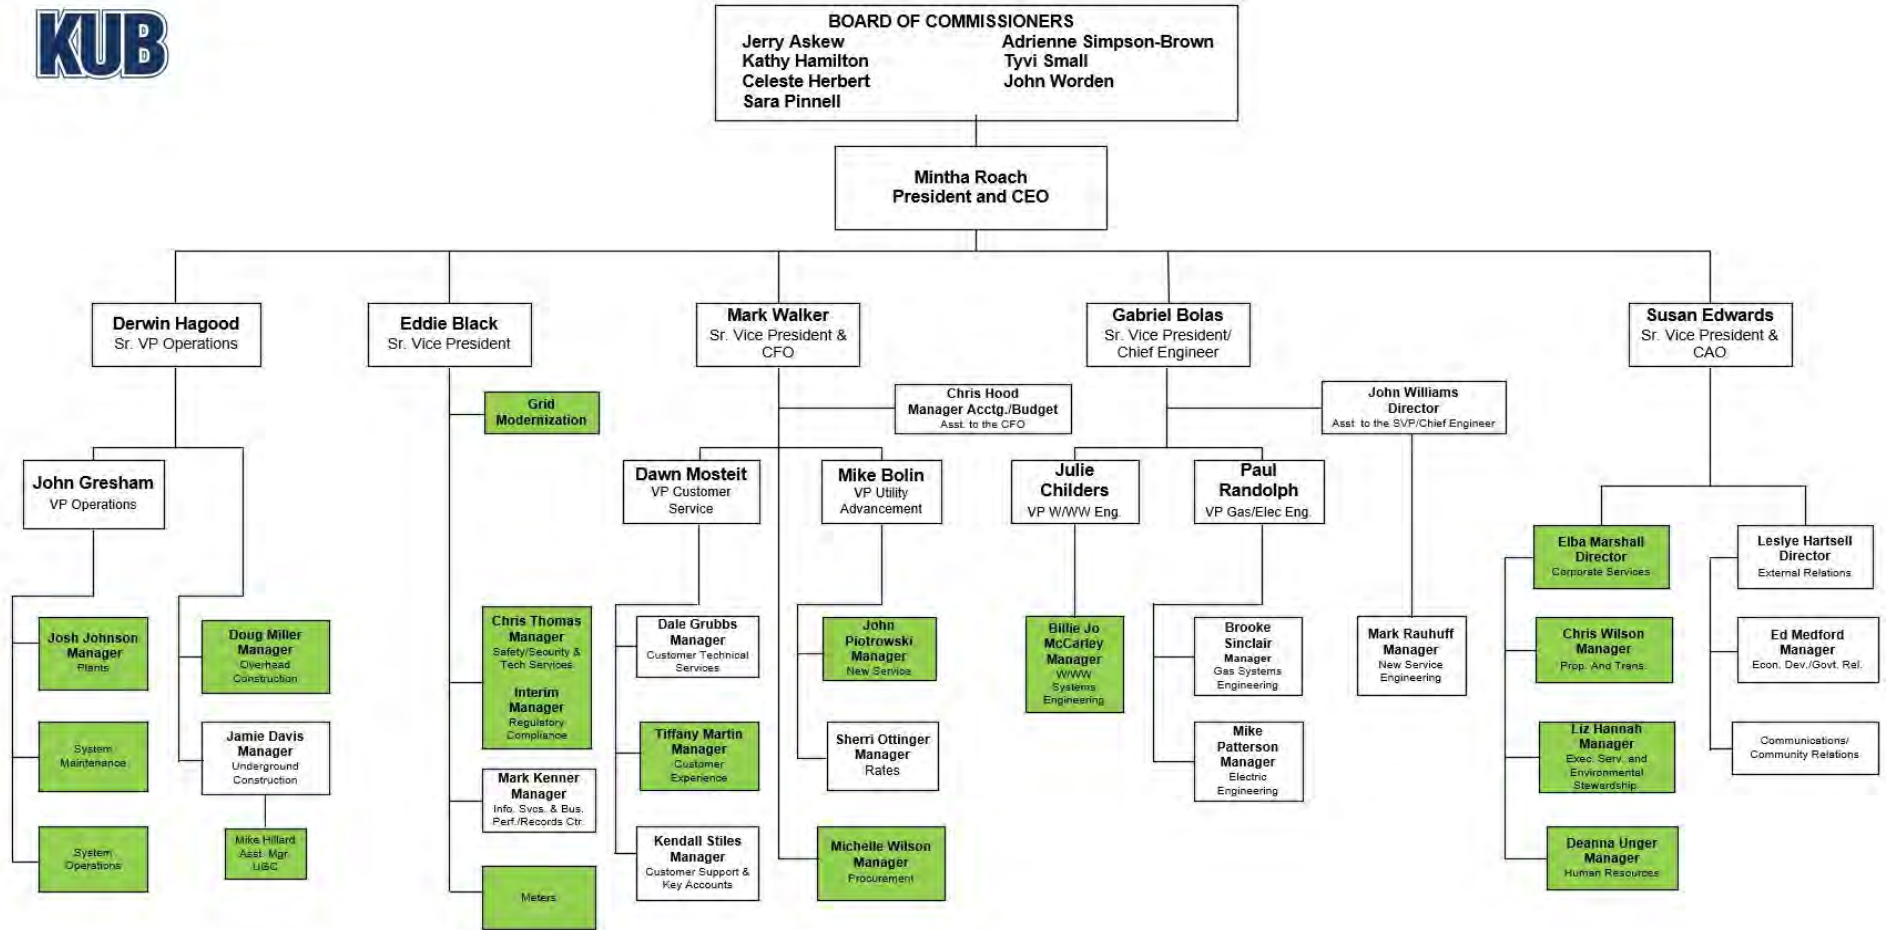 KUB
BOARD OF COMMISSIONERS
Jerry Askew
Adrienne Simpson-Brown
Kathy Hamilton
Tyvi Small
Celeste Herbert
John Worden
Sara Pinnell
Mintha Roach
President and CEO
Derwin Hagood
Sr. VP Operations
Eddie Black
Sr. Vice President
Mark Walker
Sr. Vice President &
CFO
Gabriel Bolas
Sr. Vice President/
Chief Engineer
Susan Edwards
Sr. Vice President &
CAO
Grid
Modernization
Chris Hood
Manager Acctg./Budget
Asst. to the CFO
John Williams
Director
Asst to the SVP/Chief Engineer
John Gresham
VP Operations
Dawn Mosteit
VP Customer
Service
Mike Bolin
VP Utility
Advancement
Julie
Childers
VP W/WW Eng.
Paul
Randolph
VP Gas/Elec Eng.
Elba Marshall
Director
Corporate Services
Leslye Hartsell
Director
External Relations
Josh Johnson
Manager
Plants
Doug Miller
Manager
Overhead
Construction
Chris Thomas
Manager
Safety/Security &
Tech Services
Interim
Manager
Regulatory
Compliance
Dale Grubbs
Manager
Customer Technical
Services
John
Piotrowski
Manager
New Service
Billie Jo
McCarley
Manager
W/WW
Systems
Engineering
Brooke
Sinclair
Manager
Gas Systems
Engineering
Mark Rauhuff
Manager
New Service
Engineering
Chris Wilson
Manager
Prop. And Trans.
Ed Medford
Manager
Econ. Dev./Govt. Rel.
System
Maintenance
Jamie Davis
Manager
Underground
Construction
Mark Kenner
Manager
Info. Svcs. & Bus.
Perf./Records Ctr.
Tiffany Martin
Manager
Customer
Experience
Sherri Ottinger
Manager
Rates
Mike
Patterson
Manager
Electric
Engineering
Liz Hannah
Manager
Exec. Serv. and
Environmental
Stewardship
Communications/
Community Relations
System
Operations
Mike Hillard
Asst. Mgr.
UGC
Meters
Kendall Stiles
Manager
Customer Support &
Key Accounts
Michelle Wilson
Manager
Procurement
Deanna Unger
Manager
Human Resources